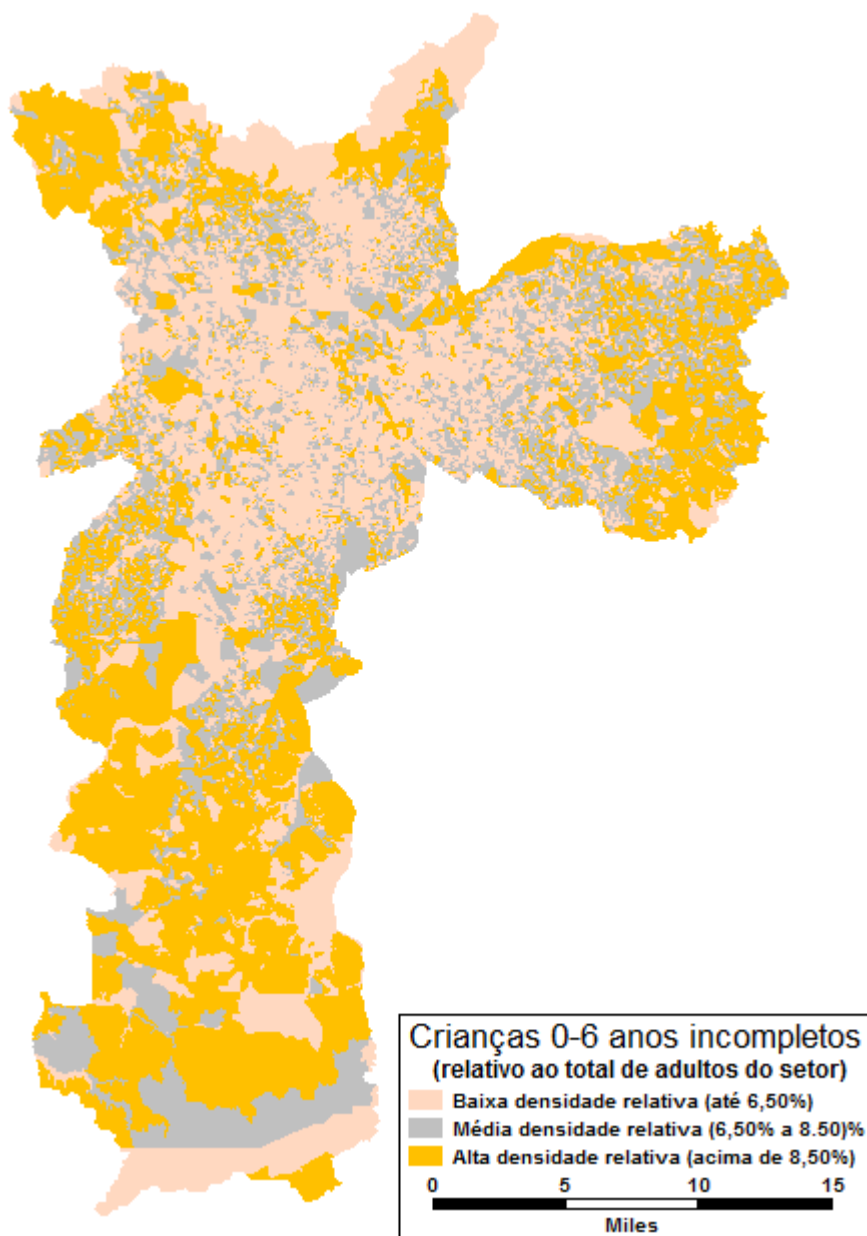 Crianças 0-6 anos incompletos
(relativo ao total de adultos do setor)
Baixa densidade relativa (até 6,50%)
Média densidade relativa (6,50% a 8.50)%
Alta densidade relativa (acima de 8,50%)
0 5 10 15
Miles